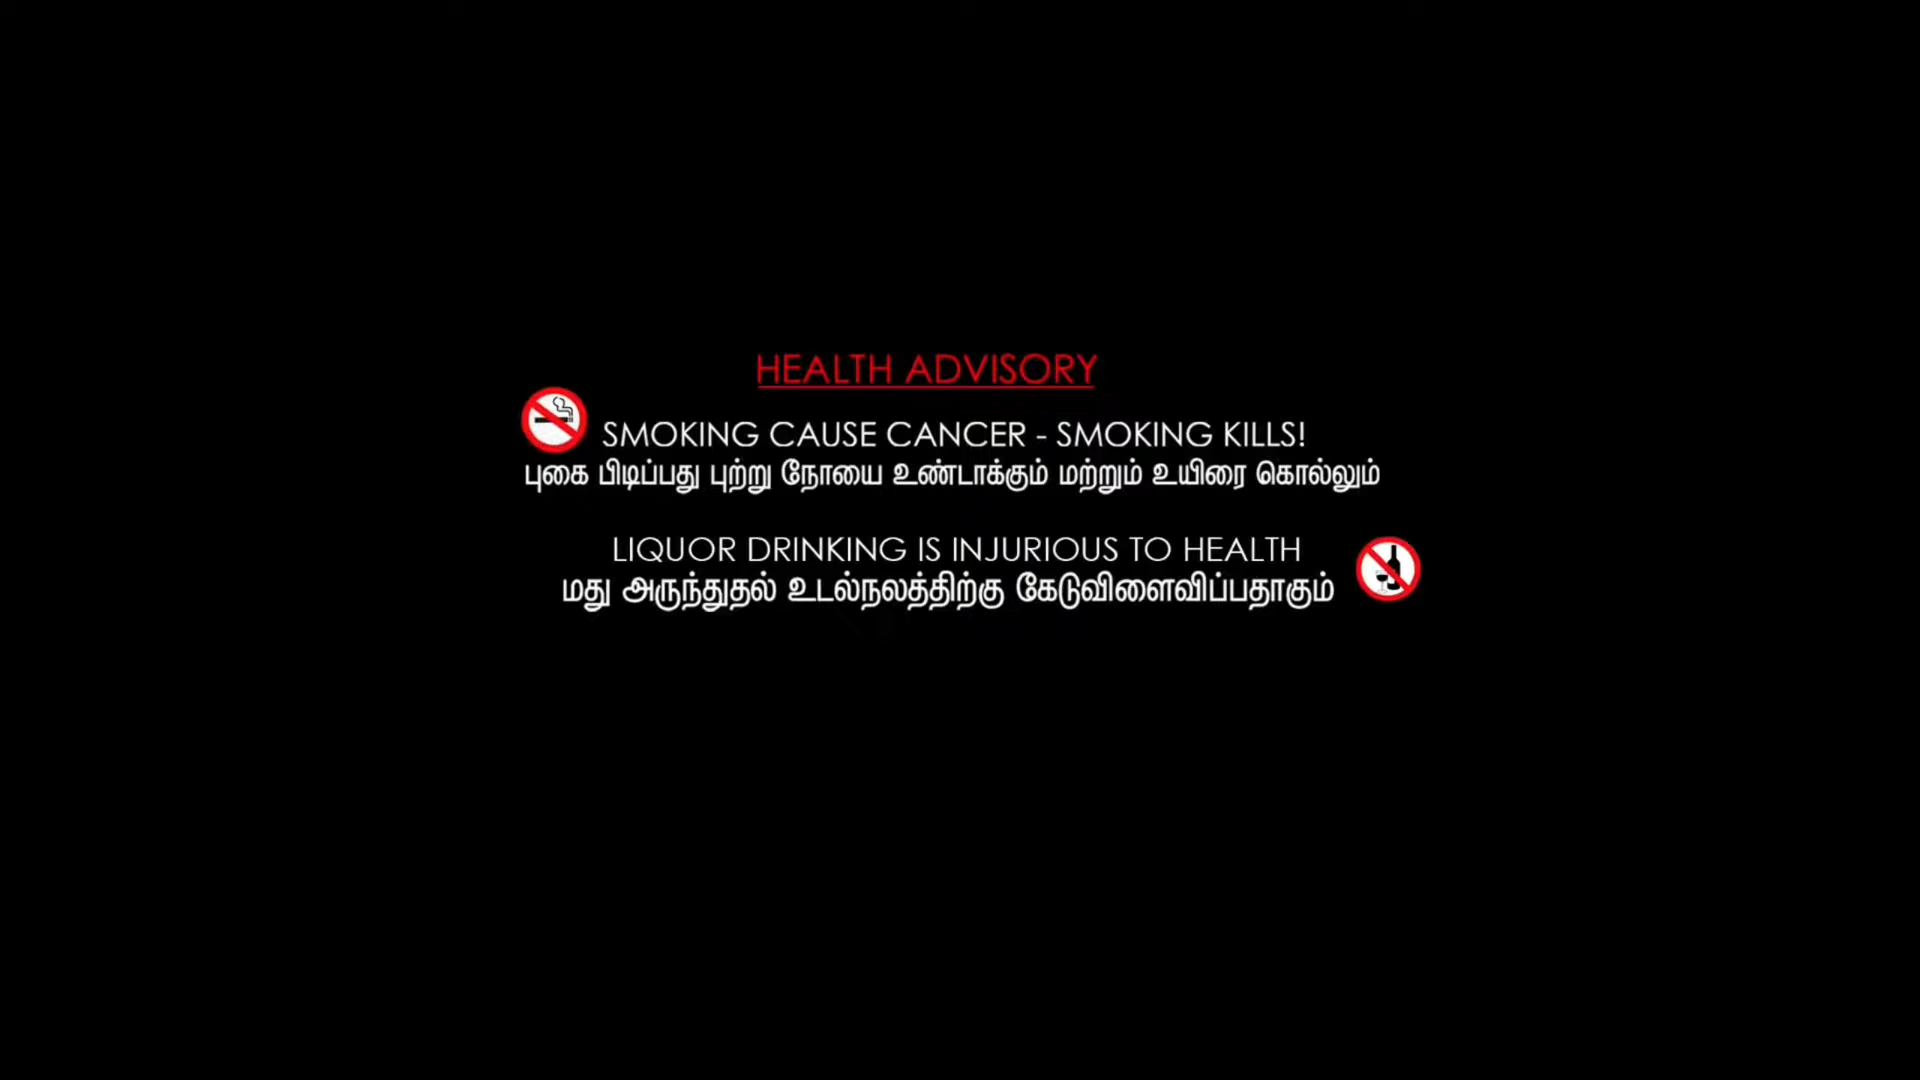 HEALTH ADVISORY
SMOKING CAUSE CANCER - SMOKING KILLS!
புகை பிடிப்பது புற்று நோயை உண்டாக்கும் மற்றும் உயிரை கொல்லும்
LIQUOR DRINKING IS INJURIOUS TO HEALTH
மது அருந்துதல் உடல்நலத்திற்கு கேடுவிளைவிப்பதாகும்